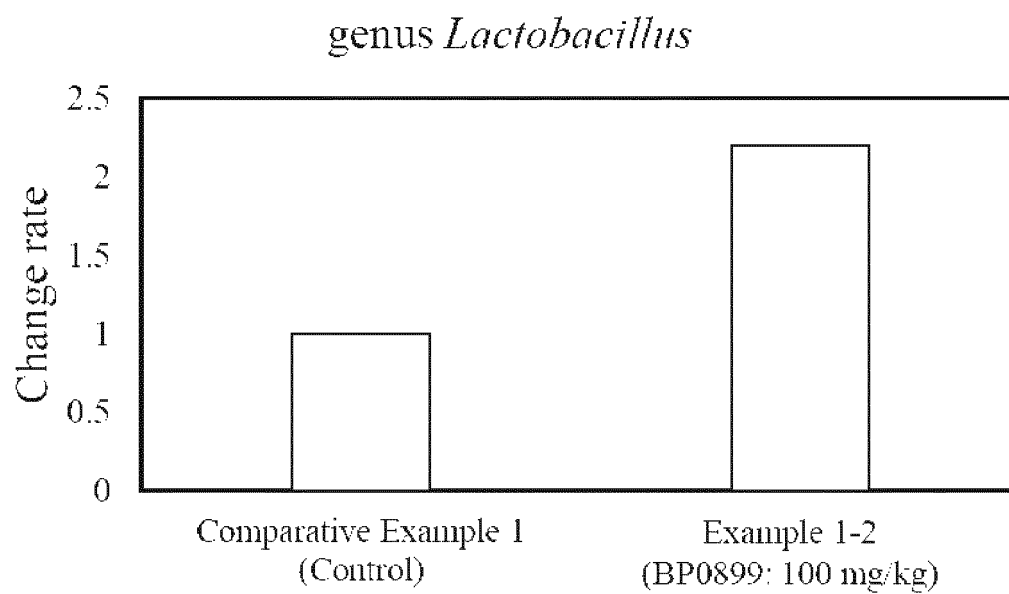 genus Lactobacillus
Change rate
2.5
2
1.5
1
0.5
0
Comparative Example 1
(Control)
Example 1-2
(BP0899: 100 mg/kg)